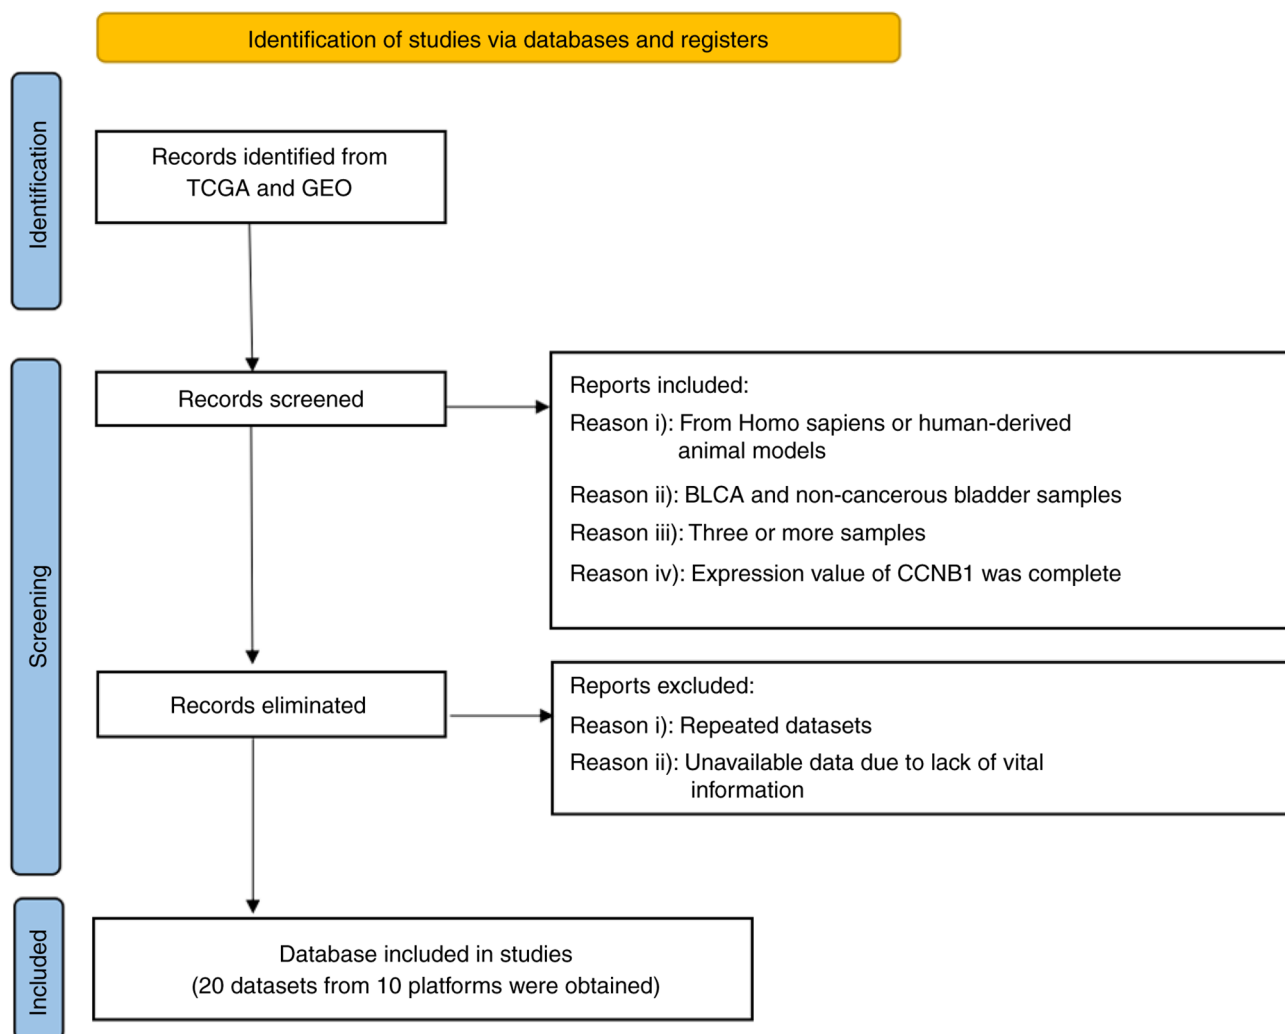 Identification of studies via databases and registers
Identification
Records identified from
TCGA and GEO
Screening
Records screened
Reports included:
Reason i): From Homo sapiens or human-derived
animal models
Reason ii): BLCA and non-cancerous bladder samples
Reason iii): Three or more samples
Reason iv): Expression value of CCNB1 was complete
Records eliminated
Reports excluded:
Reason i): Repeated datasets
Reason ii): Unavailable data due to lack of vital
information
Included
Database included in studies
(20 datasets from 10 platforms were obtained)